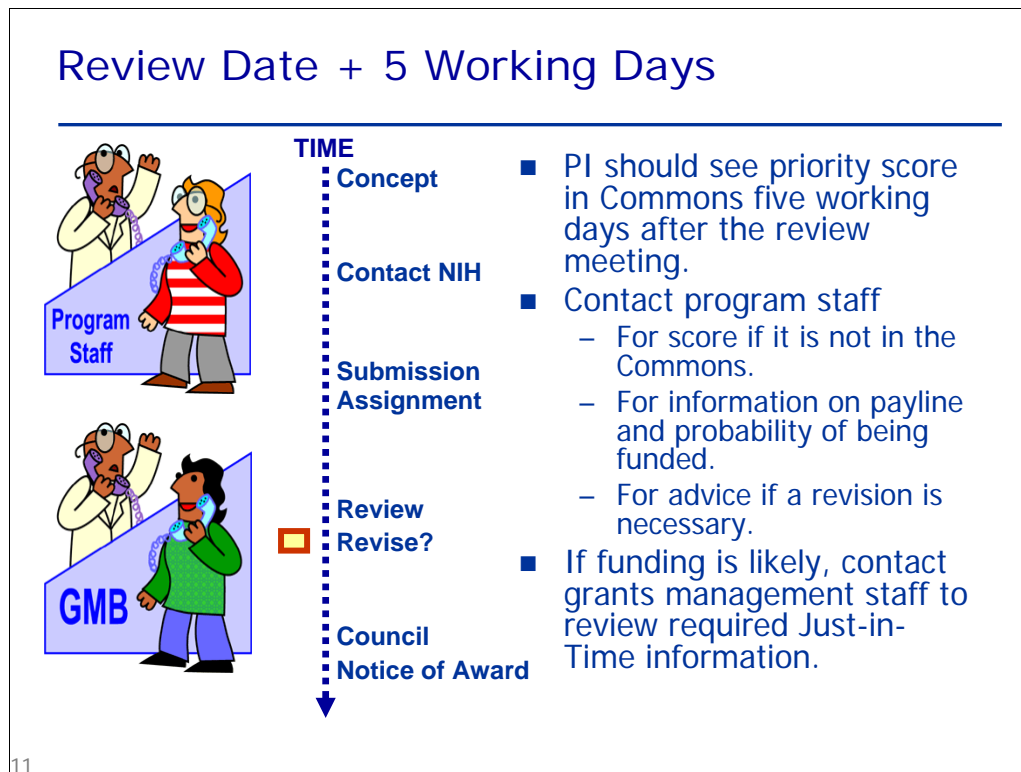 Review Date + 5 Working Days
Program
Staff
GMB
TIME
Concept
Contact NIH
Submission
Assignment
Review
Revise?
Council
Notice of Award
■ PI should see priority score
in Commons five working
days after the review
meeting.
■ Contact program staff
– For score if it is not in the
Commons.
– For information on payline
and probability of being
funded.
– For advice if a revision is
necessary.
■ If funding is likely, contact
grants management staff to
review required Just-in-
Time information.
11